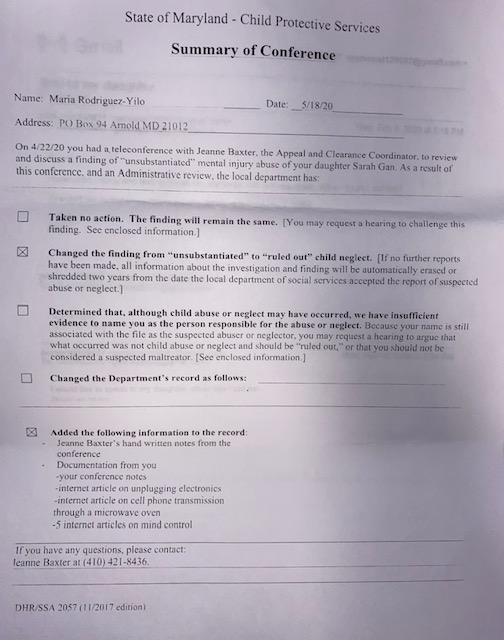 State of Maryland - Child Protective Services
Summary of Conference
Name: Maria Rodriguez-Yilo Date: 5/18/20
Address: PO Box 94 Arnold MD 21012
On 4/22/20 you had a teleconference with Jeanne Baxter, the Appeal and Clearance Coordinator, to review
and discuss a finding of "unsubstantiated" mental injury abuse of your daughter Sarah Gan. As a result of
this conference, and an Administrative review, the local department has:
Taken no action. The finding will remain the same. [You may request a hearing to challenge this
finding. See enclosed information.]
☒ Changed the finding from "unsubstantiated" to "ruled out" child neglect. [If no further reports
have been made, all information about the investigation and finding will be automatically erased or
shredded two years from the date the local department of social services accepted the report of suspected
abuse or neglect.]
Determined that, although child abuse or neglect may have occurred, we have insufficient
evidence to name you as the person responsible for the abuse or neglect. Because your name is still
associated with the file as the suspected abuser or neglector, you may request a hearing to argue that
what occurred was not child abuse or neglect and should be "ruled out," or that you should not be
considered a suspected maltreator. [See enclosed information.]
Changed the Department's record as follows:
☒ Added the following information to the record:
- Jeanne Baxter's hand written notes from the
conference
- Documentation from you
-your conference notes
-internet article on unplugging electronics
-internet article on cell phone transmission
through a microwave oven
-5 internet articles on mind control
If you have any questions, please contact:
Jeanne Baxter at (410) 421-8436.
DHR/SSA 2057 (11/2017 edition)